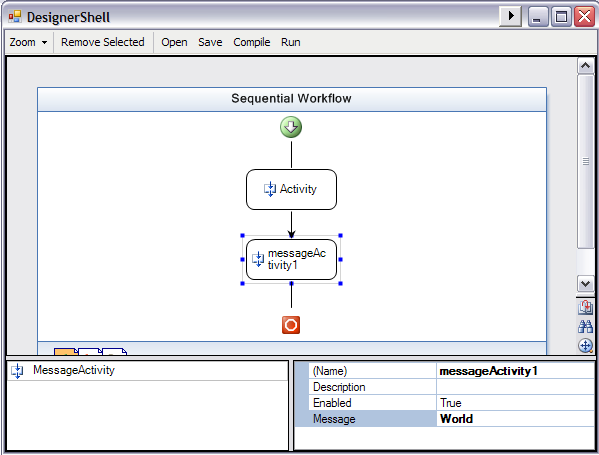 DesignerShell
Zoom Remove Selected Open Save Compile Run
Sequential Workflow
Activity
messageAc
tivity1
MessageActivity
(Name) messageActivity1
Description
Enabled True
Message World